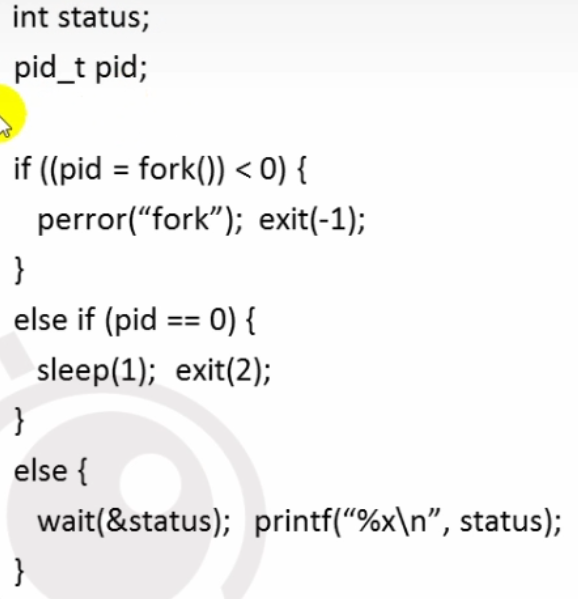 int status;
pid_t pid;
if ((pid = fork()) < 0) {
perror(“fork”); exit(-1);
}
else if (pid == 0) {
sleep(1); exit(2);
}
else {
wait(&status); printf(“%x\n”, status);
}